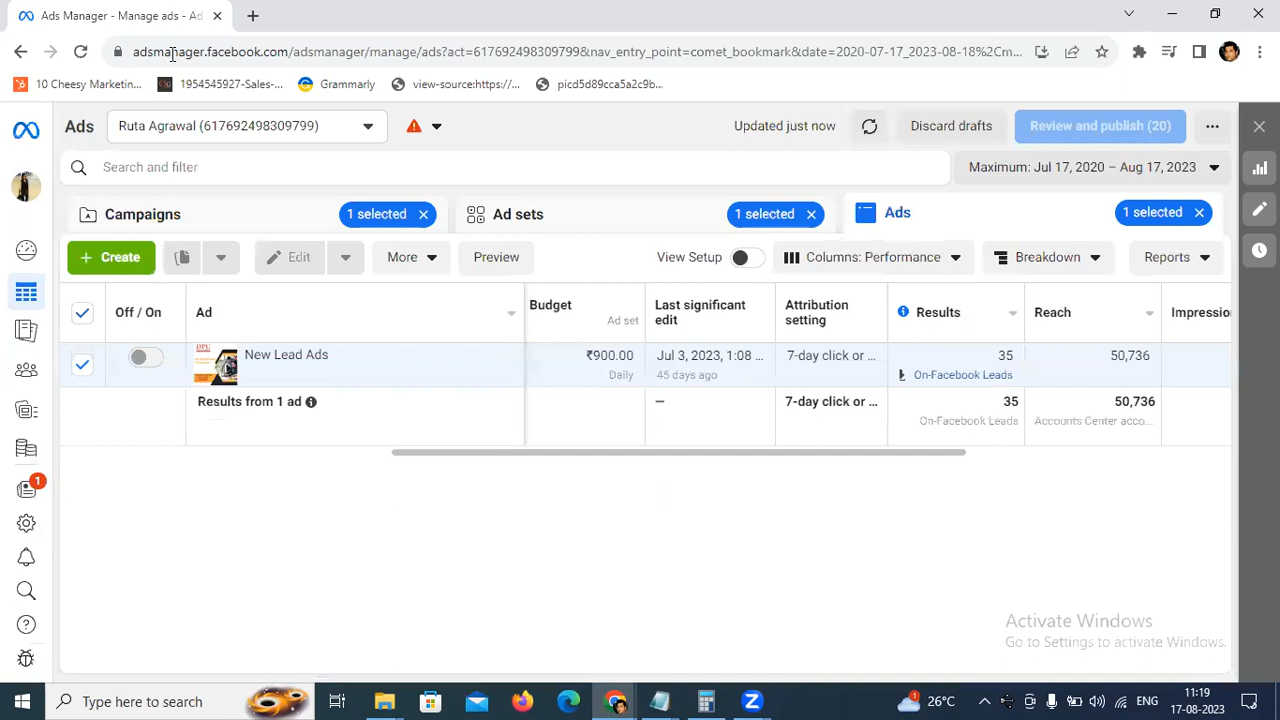 Ads Manager - Manage ads - Ad
adsmanager.facebook.com/adsmanager/manage/ads?act=617692498309799&nav_entry_point=comet_bookmark&date=2020-07-17_2023-08-18%2Cm...
10 Cheesy Marketin...
1954545927-Sales-...
Grammarly
view-source:https://...
picd5d89cca5a2c9b...
Ads
Ruta Agrawal (617692498309799)
Updated just now
Discard drafts
Review and publish (20)
Search and filter
Maximum: Jul 17, 2020 – Aug 17, 2023
Campaigns
1 selected
Ad sets
1 selected
Ads
1 selected
+ Create
Edit
More
Preview
View Setup
Columns: Performance
Breakdown
Reports
Off / On
Ad
Budget
Ad set
Last significant
edit
Attribution
setting
Results
Reach
Impression
DPU
New Lead Ads
₹900.00
Daily
Jul 3, 2023, 1:08 ...
45 days ago
7-day click or ...
35
On-Facebook Leads
50,736
Results from 1 ad
—
7-day click or ...
35
On-Facebook Leads
50,736
Accounts Center acco...
1
Activate Windows
Go to Settings to activate Windows.
Type here to search
1
26°C
ENG
11:19
17-08-2023